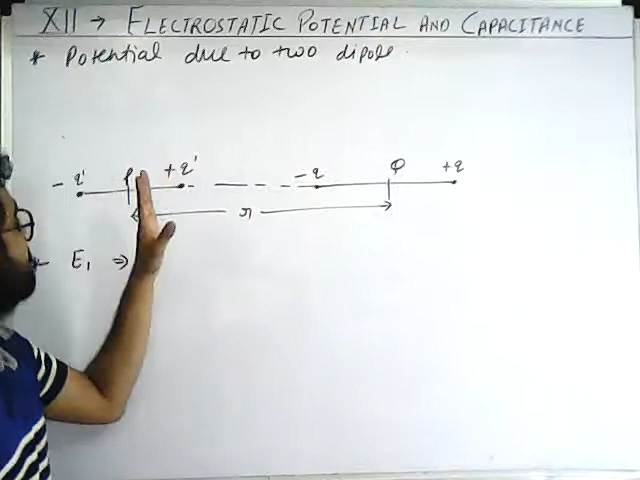 XII → ELECTROSTATIC POTENTIAL AND CAPACITANCE
* Potential due to two dipole.
- q' P + q' - q Q + q
r
E₁ ⇒